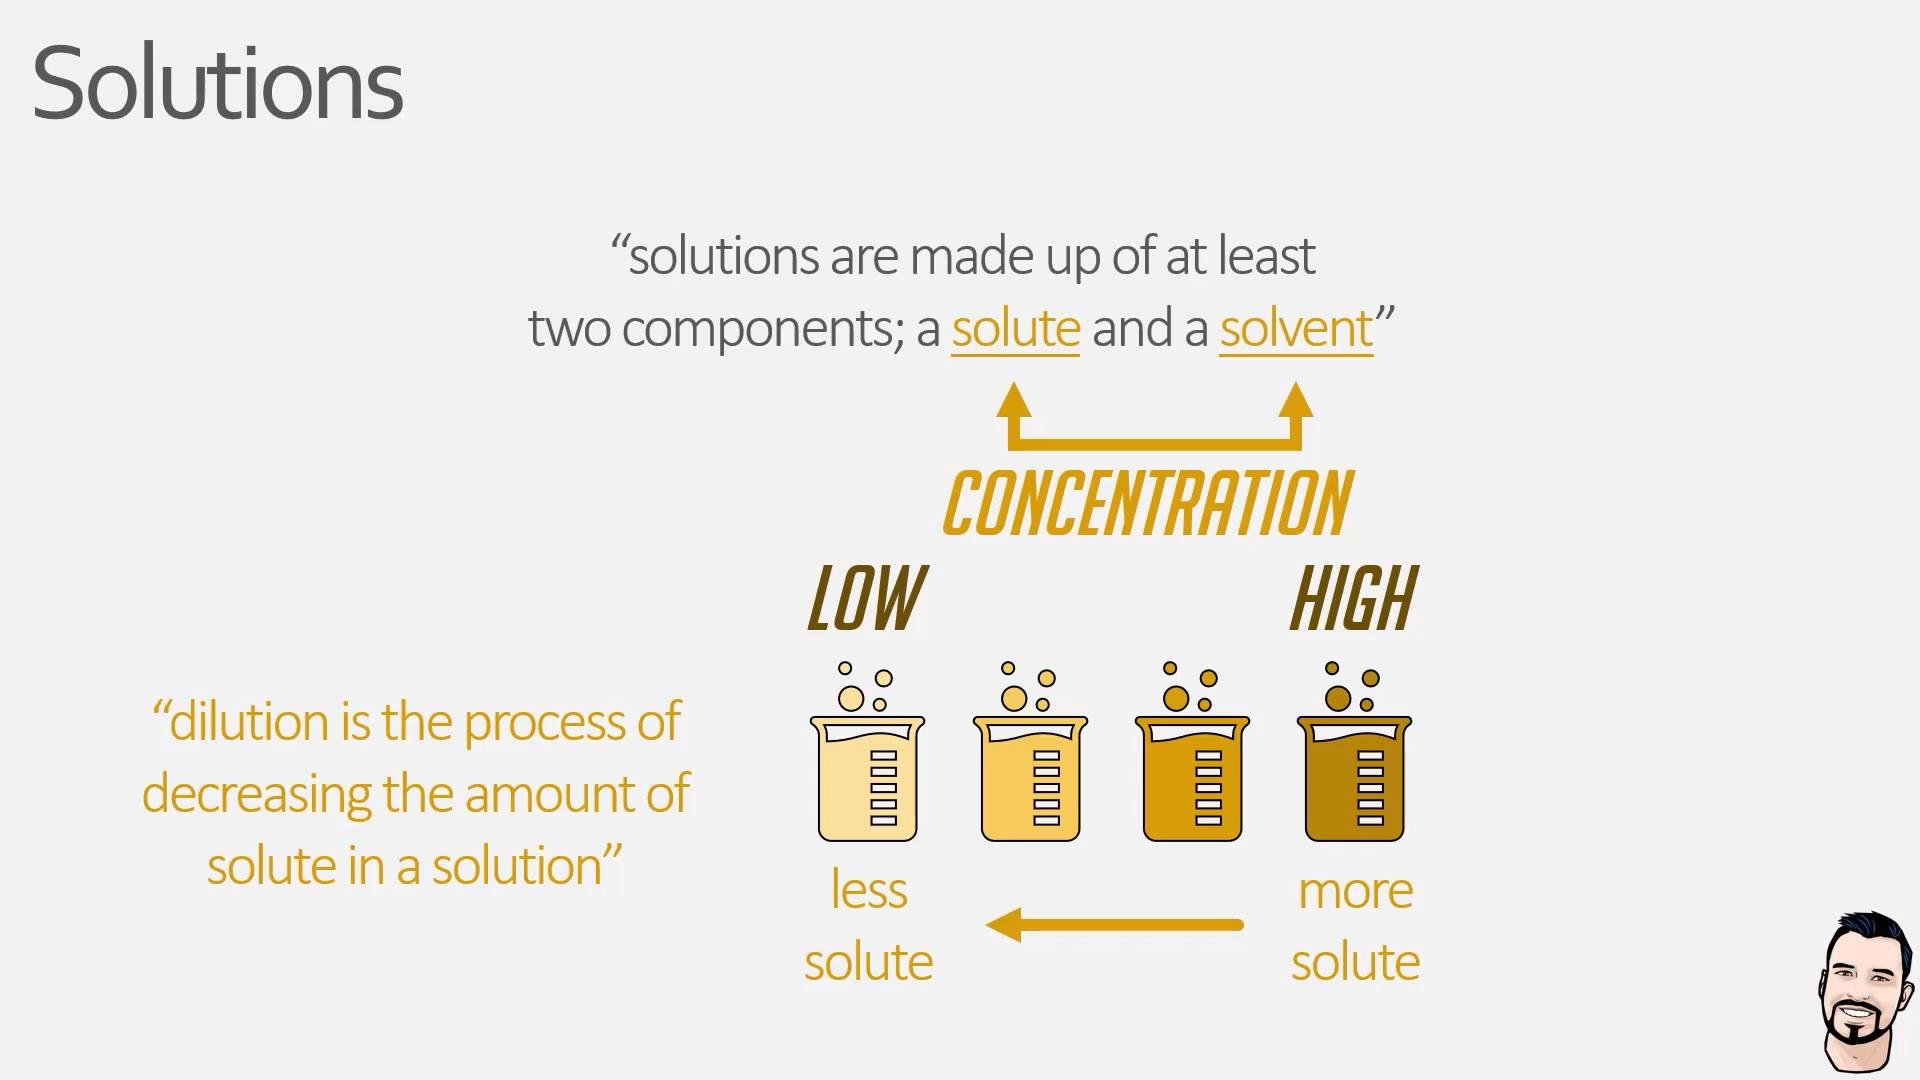 Solutions
“solutions are made up of at least
two components; a solute and a solvent”
CONCENTRATION
LOW
HIGH
“dilution is the process of
decreasing the amount of
solute in a solution”
less
solute
more
solute